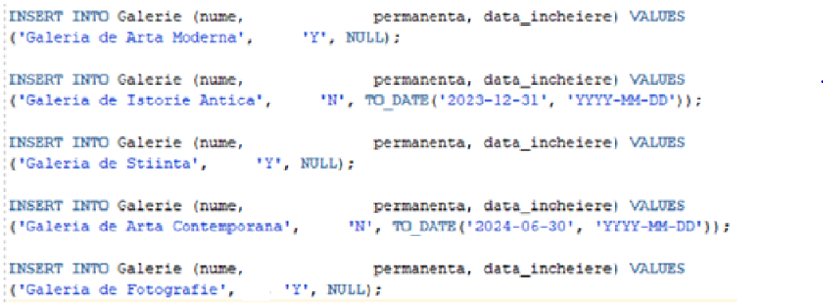 INSERT INTO Galerie (nume, permanenta, data_incheiere) VALUES
('Galeria de Arta Moderna', 'Y', NULL);
INSERT INTO Galerie (nume, permanenta, data_incheiere) VALUES
('Galeria de Istorie Antica', 'N', TO_DATE('2023-12-31', 'YYYY-MM-DD'));
INSERT INTO Galerie (nume, permanenta, data_incheiere) VALUES
('Galeria de Stiinta', 'Y', NULL);
INSERT INTO Galerie (nume, permanenta, data_incheiere) VALUES
('Galeria de Arta Contemporana', 'N', TO_DATE('2024-06-30', 'YYYY-MM-DD'));
INSERT INTO Galerie (nume, permanenta, data_incheiere) VALUES
('Galeria de Fotografie', 'Y', NULL);